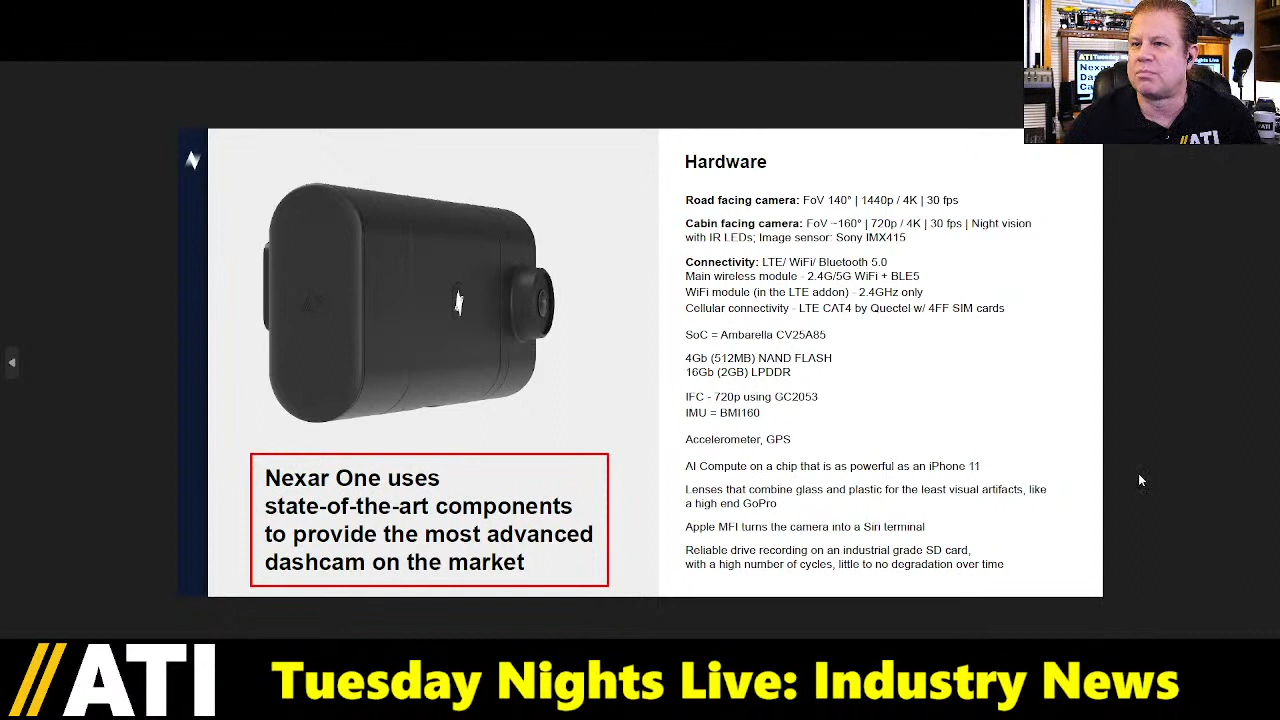 ATI
Nights Live
Nexar
//ATI
Hardware
Road facing camera: FoV 140° | 1440p / 4K | 30 fps
Cabin facing camera: FoV ~160° | 720p / 4K | 30 fps | Night vision
with IR LEDs; Image sensor: Sony IMX415
Connectivity: LTE/ WiFi/ Bluetooth 5.0
Main wireless module - 2.4G/5G WiFi + BLE5
WiFi module (in the LTE addon) - 2.4GHz only
Cellular connectivity - LTE CAT4 by Quectel w/ 4FF SIM cards
SoC = Ambarella CV25A85
4Gb (512MB) NAND FLASH
16Gb (2GB) LPDDR
IFC - 720p using GC2053
IMU = BMI160
Accelerometer, GPS
AI Compute on a chip that is as powerful as an iPhone 11
Lenses that combine glass and plastic for the least visual artifacts, like
a high end GoPro
Apple MFI turns the camera into a Siri terminal
Reliable drive recording on an industrial grade SD card,
with a high number of cycles, little to no degradation over time
Nexar One uses
state-of-the-art components
to provide the most advanced
dashcam on the market
//ATI Tuesday Nights Live: Industry News